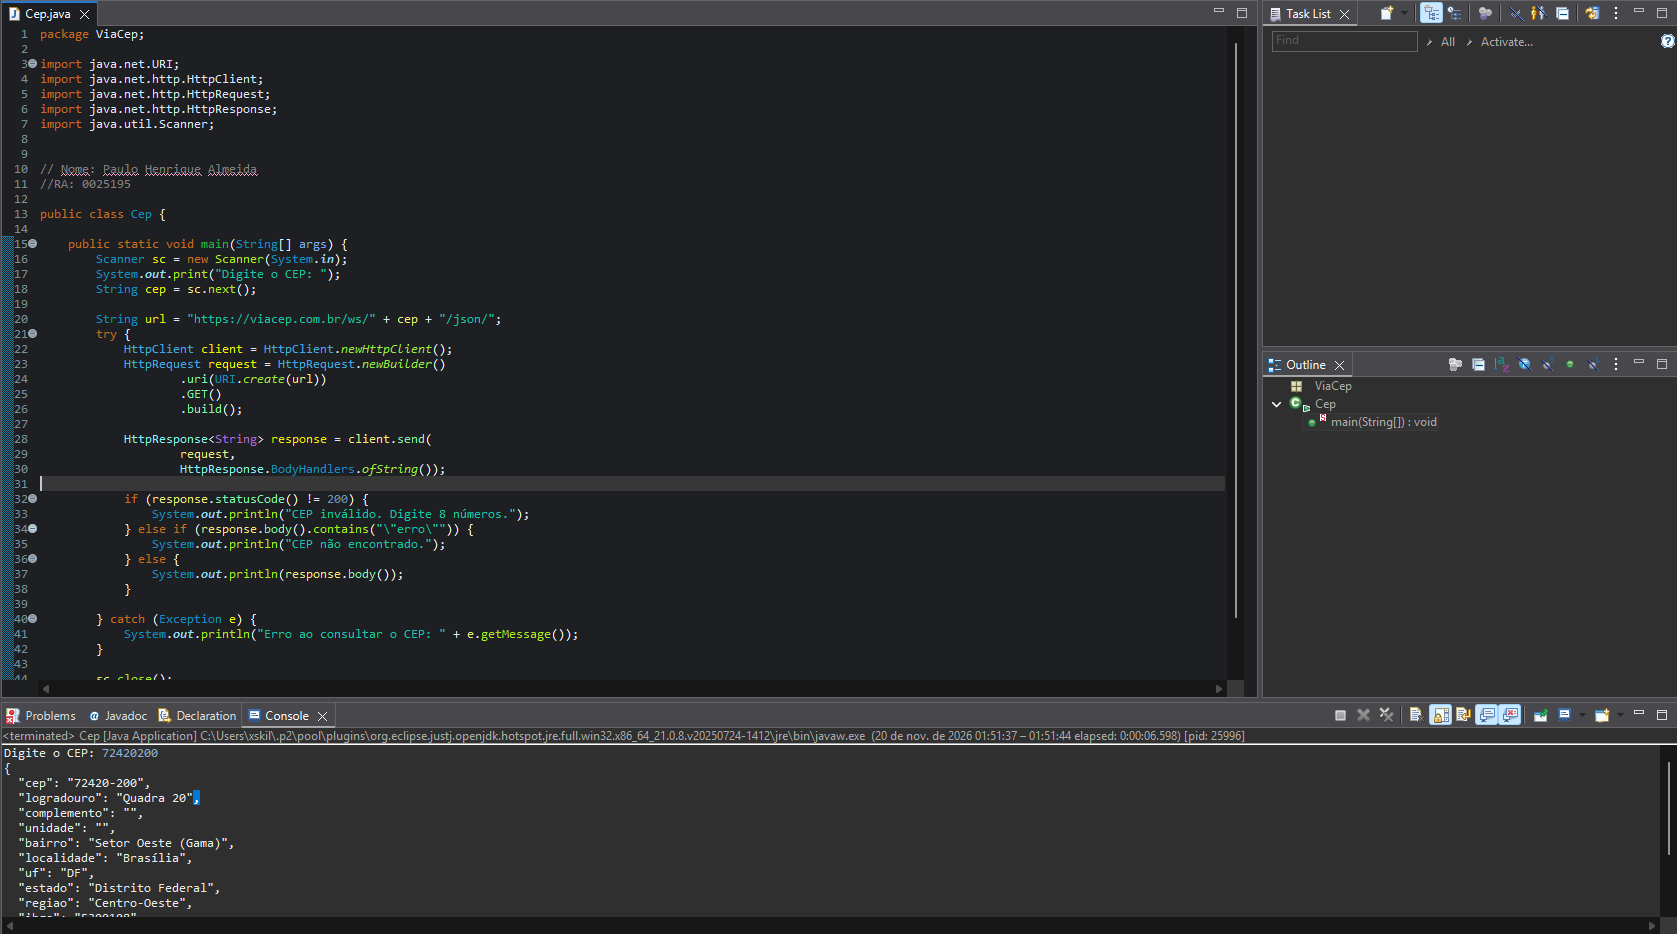 Cep.java
1 package ViaCep;
2
3 import java.net.URI;
4 import java.net.http.HttpClient;
5 import java.net.http.HttpRequest;
6 import java.net.http.HttpResponse;
7 import java.util.Scanner;
8
9
10 // Nome: Paulo Henrique Almeida
11 //RA: 0025195
12
13 public class Cep {
14
15     public static void main(String[] args) {
16         Scanner sc = new Scanner(System.in);
17         System.out.print("Digite o CEP: ");
18         String cep = sc.next();
19
20         String url = "https://viacep.com.br/ws/" + cep + "/json/";
21         try {
22             HttpClient client = HttpClient.newHttpClient();
23             HttpRequest request = HttpRequest.newBuilder()
24                     .uri(URI.create(url))
25                     .GET()
26                     .build();
27
28             HttpResponse<String> response = client.send(
29                     request,
30                     HttpResponse.BodyHandlers.ofString());
31
32             if (response.statusCode() != 200) {
33                 System.out.println("CEP inválido. Digite 8 números.");
34             } else if (response.body().contains("\"erro\"")) {
35                 System.out.println("CEP não encontrado.");
36             } else {
37                 System.out.println(response.body());
38             }
39
40         } catch (Exception e) {
41             System.out.println("Erro ao consultar o CEP: " + e.getMessage());
42         }
43
44         sc.close();
Task List
Find
All
Activate...
Outline
ViaCep
Cep
main(String[]) : void
Problems
Javadoc
Declaration
Console
<terminated> Cep [Java Application] C:\Users\xskil\.p2\pool\plugins\org.eclipse.justj.openjdk.hotspot.jre.full.win32.x86_64_21.0.8.v20250724-1412\jre\bin\javaw.exe (20 de nov. de 2026 01:51:37 – 01:51:44 elapsed: 0:00:06.598) [pid: 25996]
Digite o CEP: 72420200
{
  "cep": "72420-200",
  "logradouro": "Quadra 20",
  "complemento": "",
  "unidade": "",
  "bairro": "Setor Oeste (Gama)",
  "localidade": "Brasília",
  "uf": "DF",
  "estado": "Distrito Federal",
  "regiao": "Centro-Oeste",
  "ibge": "5300108"